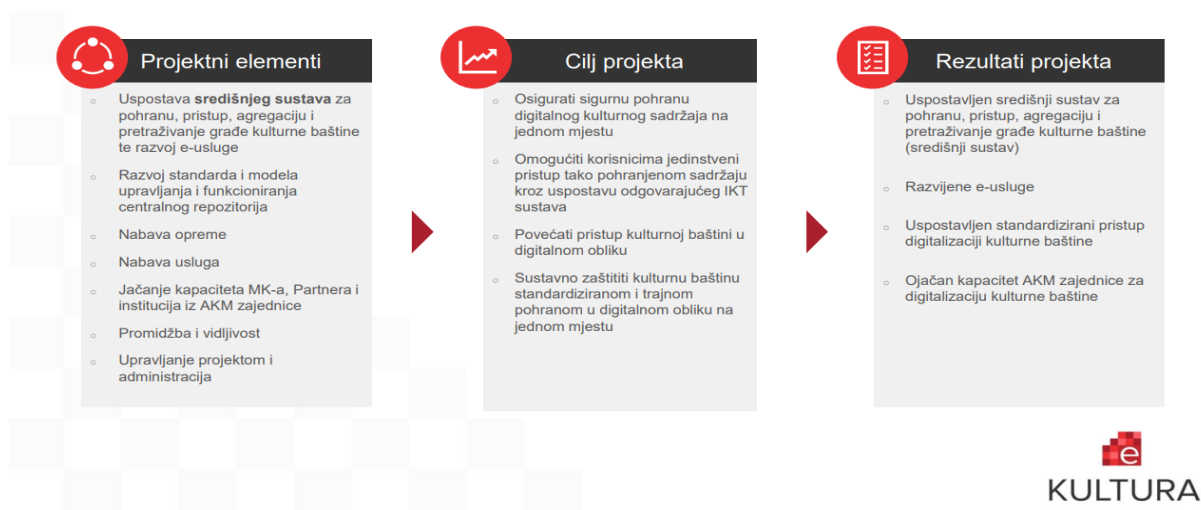 Projektni elementi
Uspostava središnjeg sustava za
pohranu, pristup, agregaciju i
pretraživanje građe kulturne baštine
te razvoj e-usluge
Razvoj standarda i modela
upravljanja i funkcioniranja
centralnog repozitorija
Nabava opreme
Nabava usluga
Jačanje kapaciteta MK-a, Partnera i
institucija iz AKM zajednice
Promidžba i vidljivost
Upravljanje projektom i
administracija
Cilj projekta
Osigurati sigurnu pohranu
digitalnog kulturnog sadržaja na
jednom mjestu
Omogućiti korisnicima jedinstveni
pristup tako pohranjenom sadržaju
kroz uspostavu odgovarajućeg IKT
sustava
Povećati pristup kulturnoj baštini u
digitalnom obliku
Sustavno zaštititi kulturnu baštinu
standardiziranom i trajnom
pohranom u digitalnom obliku na
jednom mjestu
Rezultati projekta
Uspostavljen središnji sustav za
pohranu, pristup, agregaciju i
pretraživanje građe kulturne baštine
(središnji sustav)
Razvijene e-usluge
Uspostavljen standardizirani pristup
digitalizaciji kulturne baštine
Ojačan kapacitet AKM zajednice za
digitalizaciju kulturne baštine
e
KULTURA